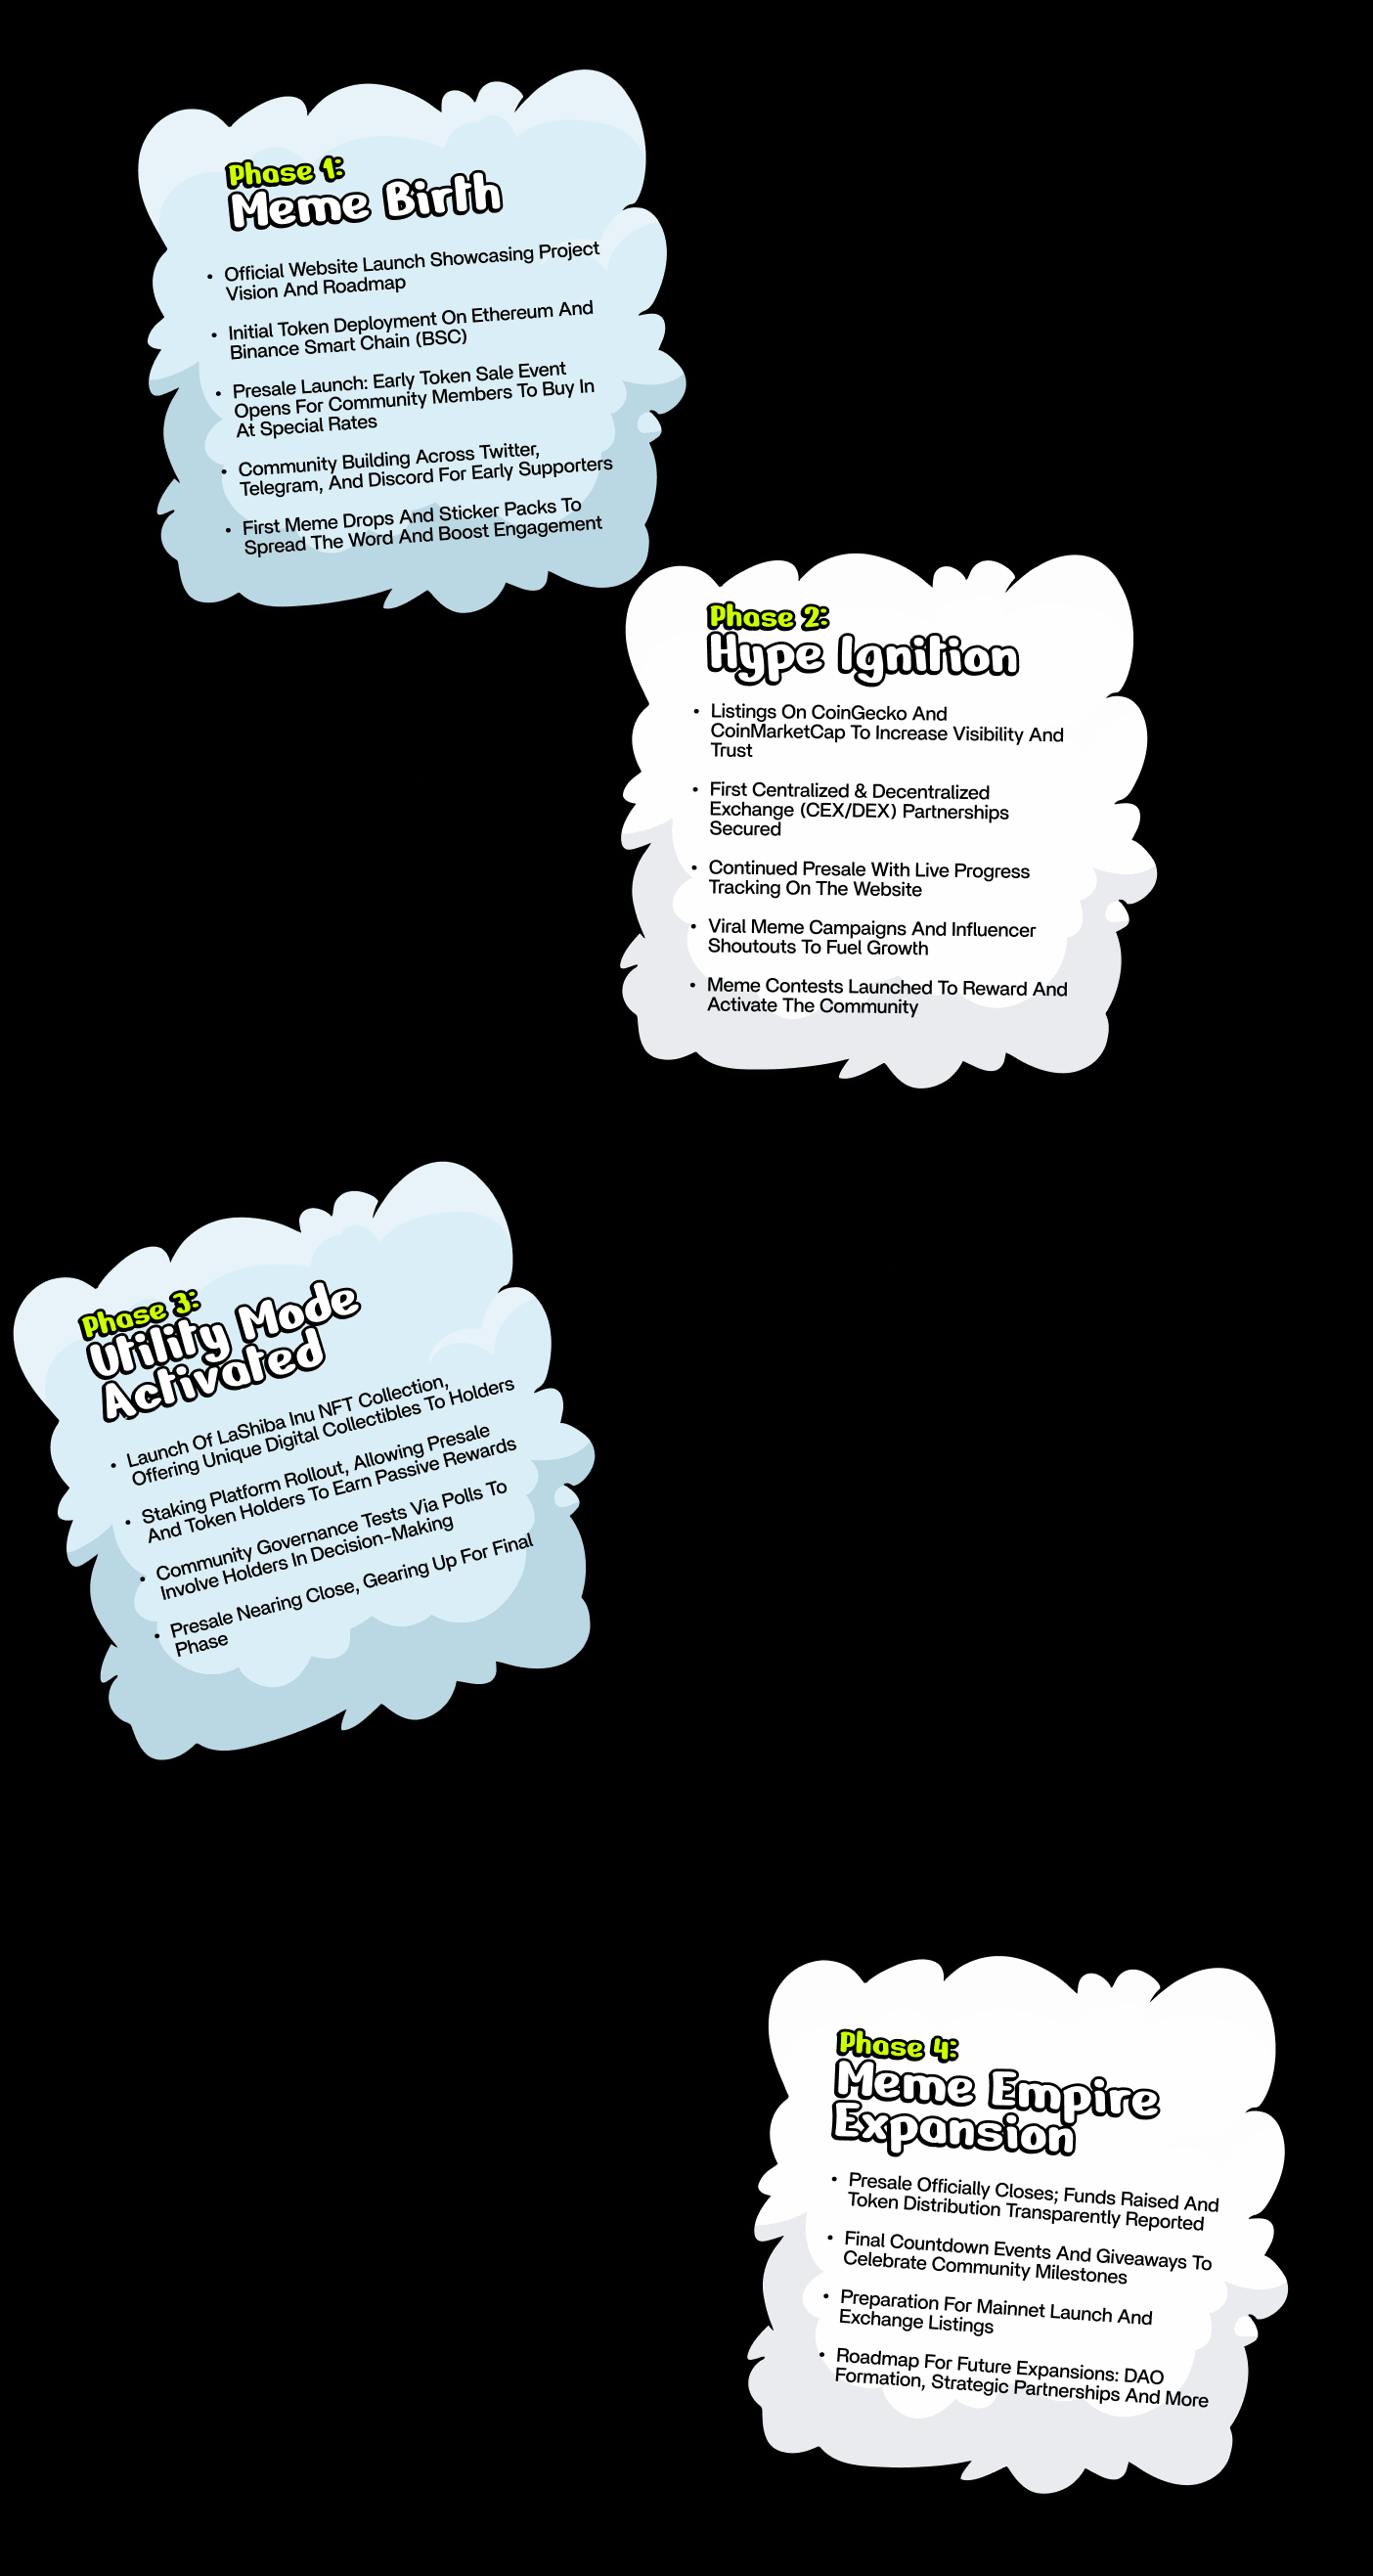 Phase 1:
Meme Birth
• Official Website Launch Showcasing Project
Vision And Roadmap
• Initial Token Deployment On Ethereum And
Binance Smart Chain (BSC)
• Presale Launch: Early Token Sale Event
Opens For Community Members To Buy In
At Special Rates
• Community Building Across Twitter,
Telegram, And Discord For Early Supporters
• First Meme Drops And Sticker Packs To
Spread The Word And Boost Engagement
Phase 2:
Hype Ignition
• Listings On CoinGecko And
CoinMarketCap To Increase Visibility And
Trust
• First Centralized & Decentralized
Exchange (CEX/DEX) Partnerships
Secured
• Continued Presale With Live Progress
Tracking On The Website
• Viral Meme Campaigns And Influencer
Shoutouts To Fuel Growth
• Meme Contests Launched To Reward And
Activate The Community
Phase 3:
Utility Mode
Activated
• Launch Of LaShiba Inu NFT Collection,
Offering Unique Digital Collectibles To Holders
• Staking Platform Rollout, Allowing Presale
And Token Holders To Earn Passive Rewards
• Community Governance Tests Via Polls To
Involve Holders In Decision-Making
• Presale Nearing Close, Gearing Up For Final
Phase
Phase 4:
Meme Empire
Expansion
• Presale Officially Closes; Funds Raised And
Token Distribution Transparently Reported
• Final Countdown Events And Giveaways To
Celebrate Community Milestones
• Preparation For Mainnet Launch And
Exchange Listings
• Roadmap For Future Expansions: DAO
Formation, Strategic Partnerships And More